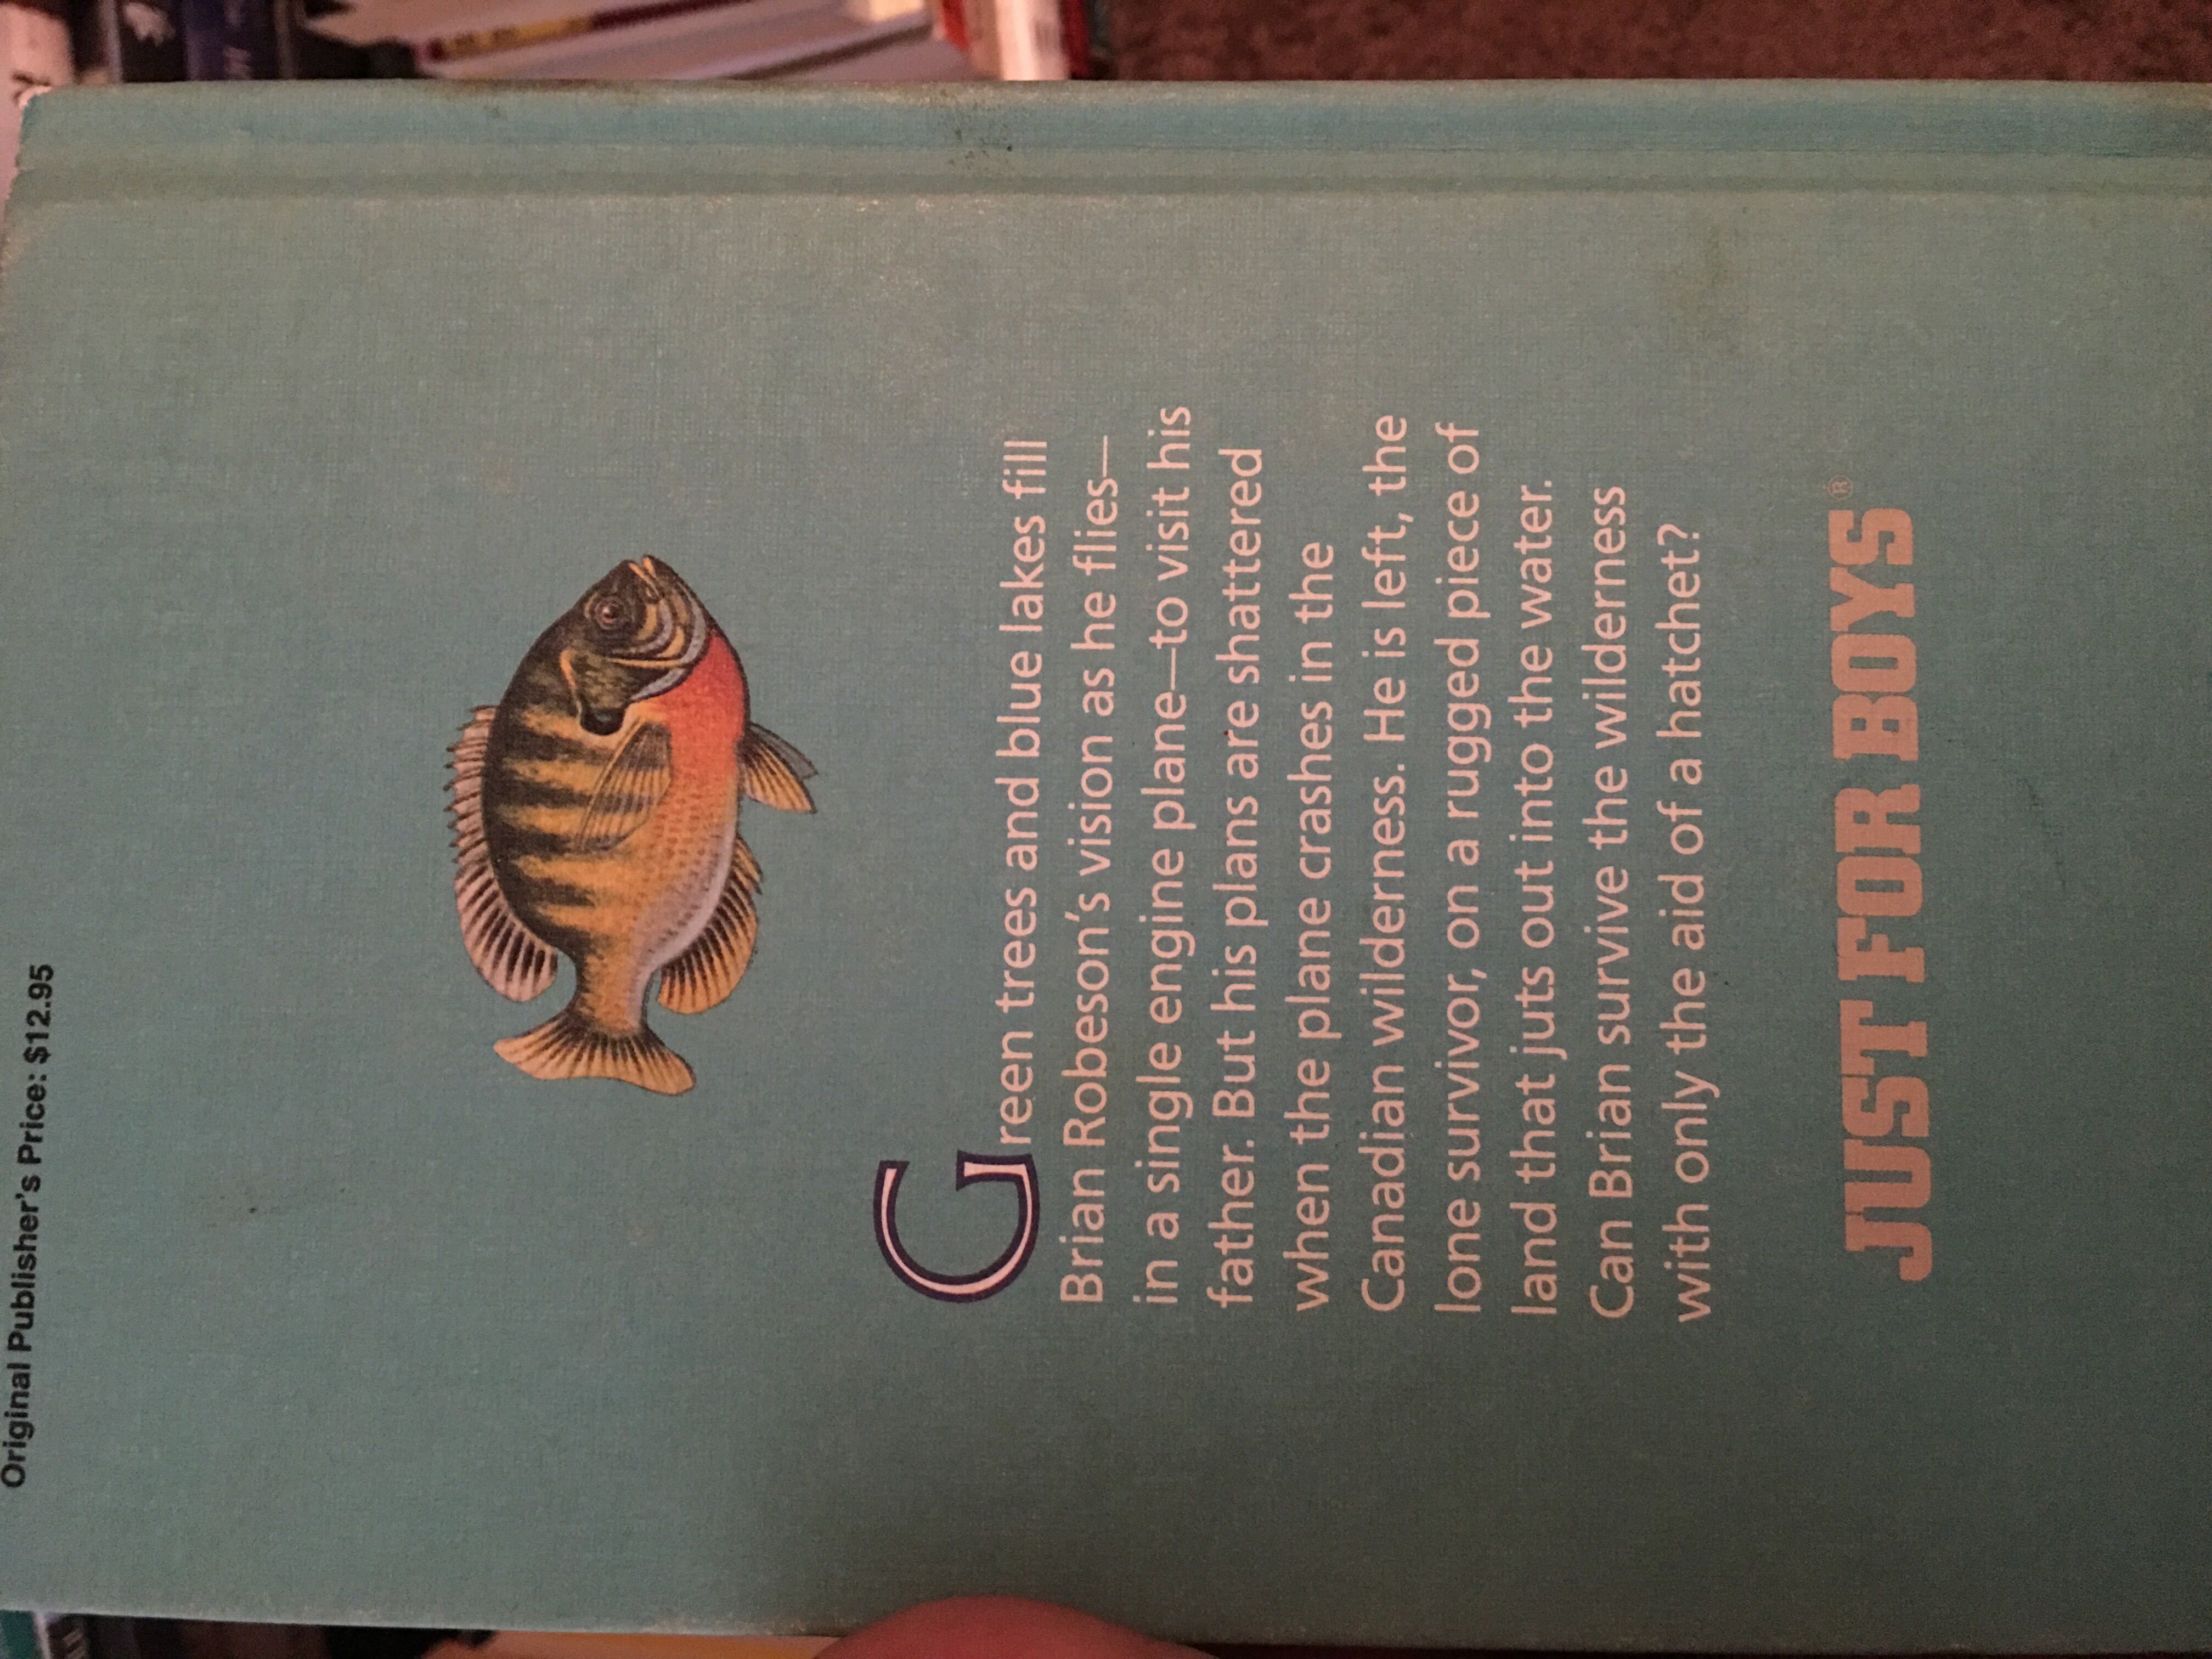 Original Publisher's Price: $12.95
Green trees and blue lakes fill
Brian Robeson's vision as he flies—
in a single engine plane—to visit his
father. But his plans are shattered
when the plane crashes in the
Canadian wilderness. He is left, the
lone survivor, on a rugged piece of
land that juts out into the water.
Can Brian survive the wilderness
with only the aid of a hatchet?
JUST FOR BOYS®